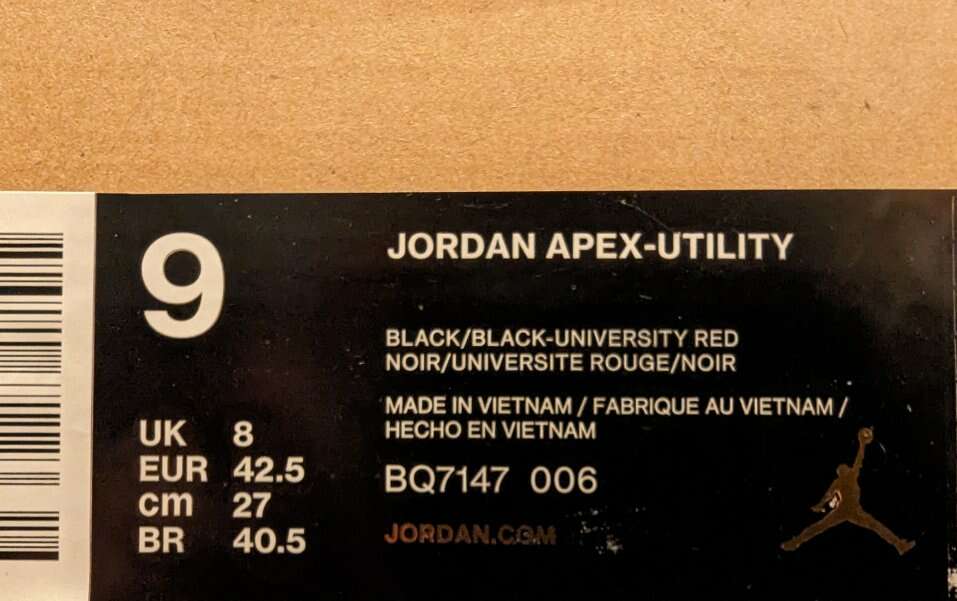 9
UK 8
EUR 42.5
cm 27
BR 40.5
JORDAN APEX-UTILITY
BLACK/BLACK-UNIVERSITY RED
NOIR/UNIVERSITE ROUGE/NOIR
MADE IN VIETNAM / FABRIQUE AU VIETNAM /
HECHO EN VIETNAM
BQ7147 006
JORDAN.COM